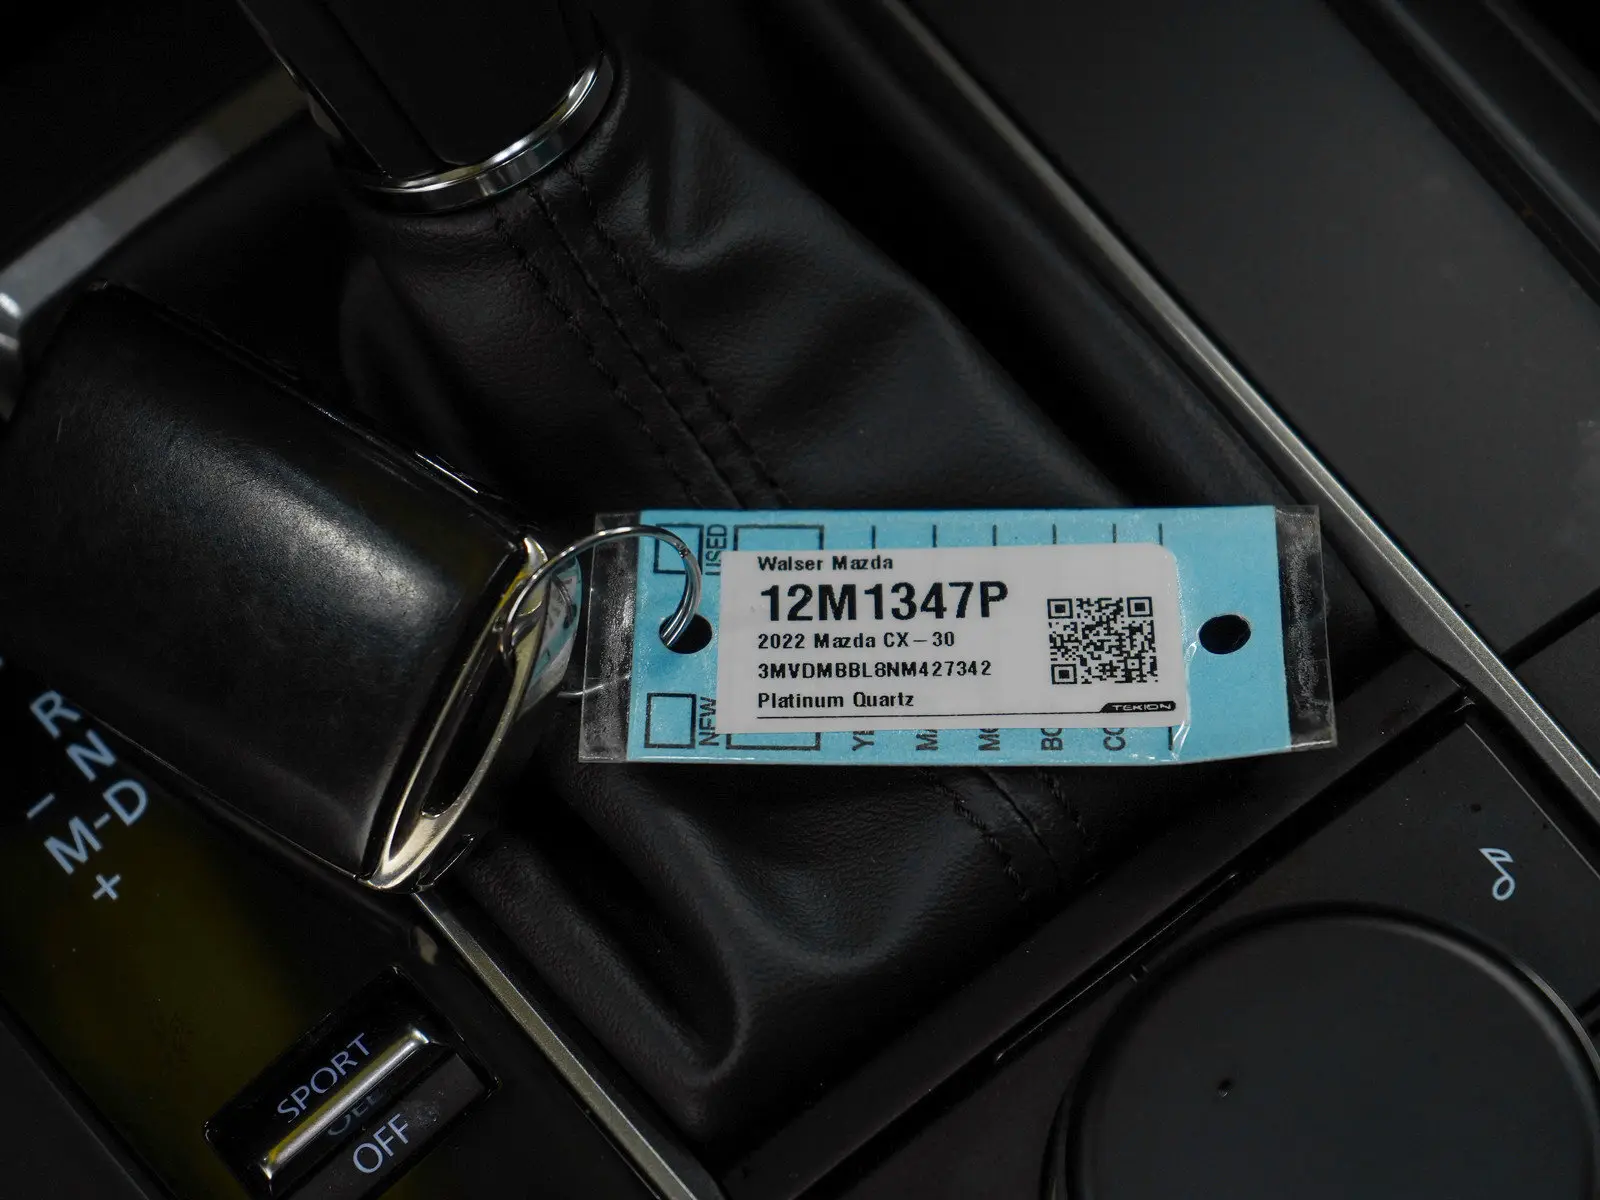 USED
Walser Mazda
12M1347P
2022 Mazda CX-30
3MVDMBBL8NM427342
Platinum Quartz
TEKION
NEW
R
N
M-D
+
SPORT
OFF